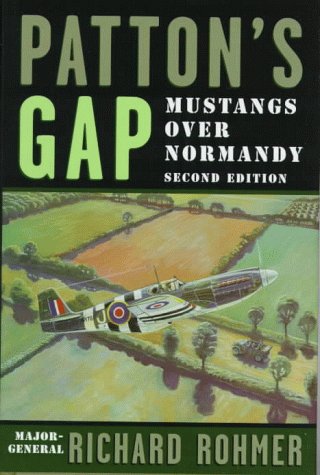 PATTON'S
GAP
MUSTANGS
OVER
NORMANDY
SECOND EDITION
J
MAJOR-
GENERAL
RICHARD ROHMER